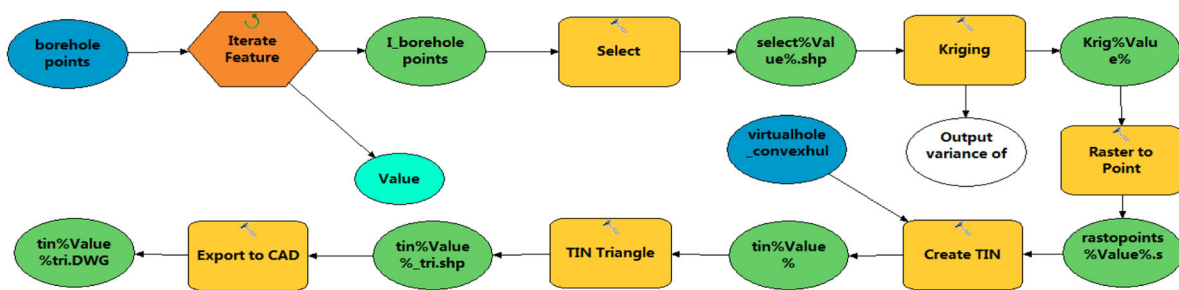 borehole
points
Iterate
Feature
I_borehole
points
Select
select%Val
ue%.shp
Kriging
Krig%Valu
e%
Value
virtualhole
_convexhul
Output
variance of
Raster to
Point
tin%Value
%tri.DWG
Export to CAD
tin%Value
%_tri.shp
TIN Triangle
tin%Value
%
Create TIN
rastopoints
%Value%.s